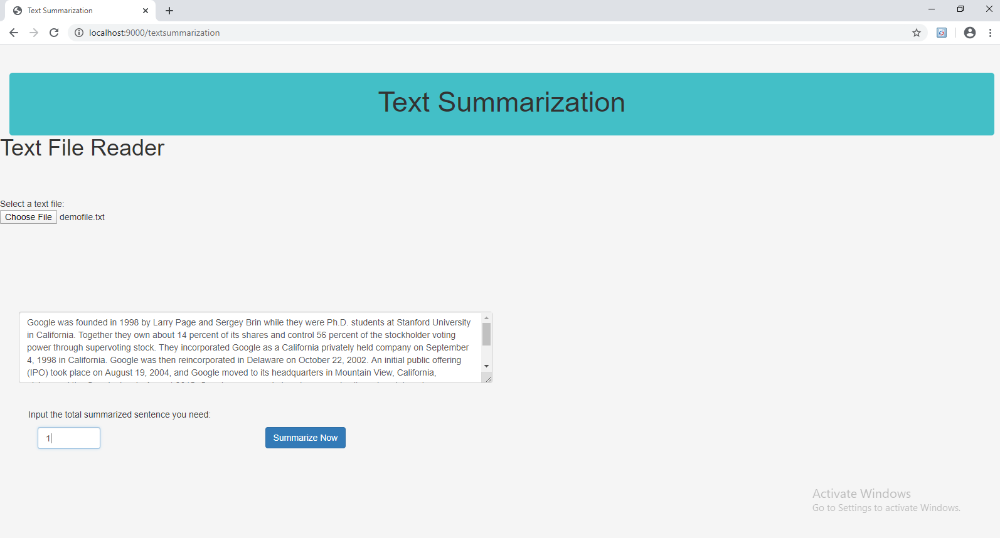 Text Summarization
localhost:9000/textsummarization
Text Summarization
Text File Reader
Select a text file:
Choose File demofile.txt
Google was founded in 1998 by Larry Page and Sergey Brin while they were Ph.D. students at Stanford University
in California. Together they own about 14 percent of its shares and control 56 percent of the stockholder voting
power through supervoting stock. They incorporated Google as a California privately held company on September
4, 1998 in California. Google was then reincorporated in Delaware on October 22, 2002. An initial public offering
(IPO) took place on August 19, 2004, and Google moved to its headquarters in Mountain View, California,
Input the total summarized sentence you need:
1
Summarize Now
Activate Windows
Go to Settings to activate Windows.